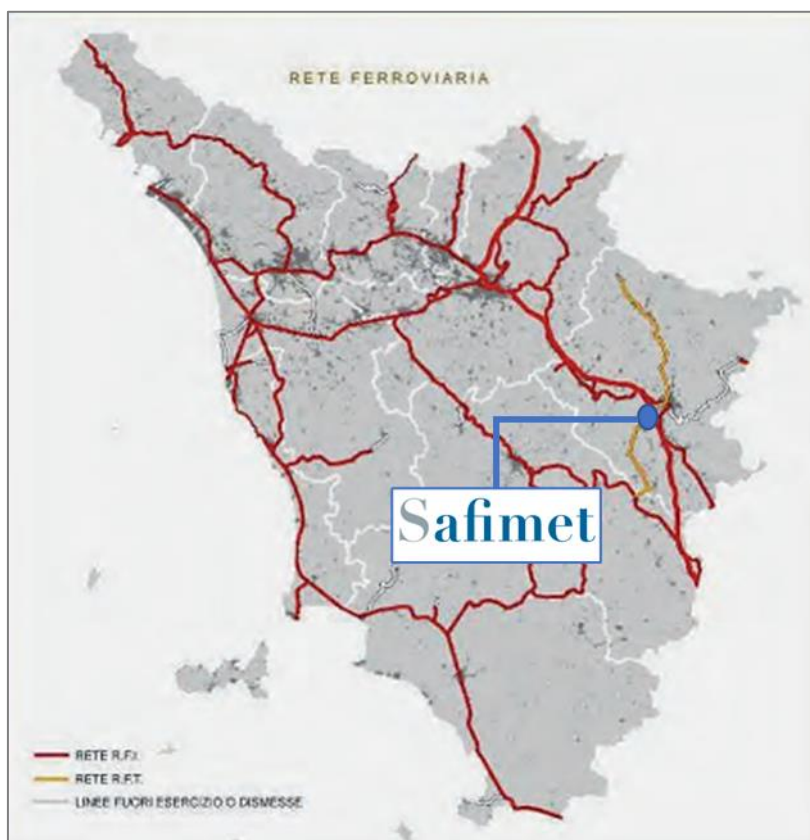 RETE FERROVIARIA
Safimet
RETE R.F.I.
RETE R.F.T.
LINEE FUORI ESERCIZIO O DISMESSE